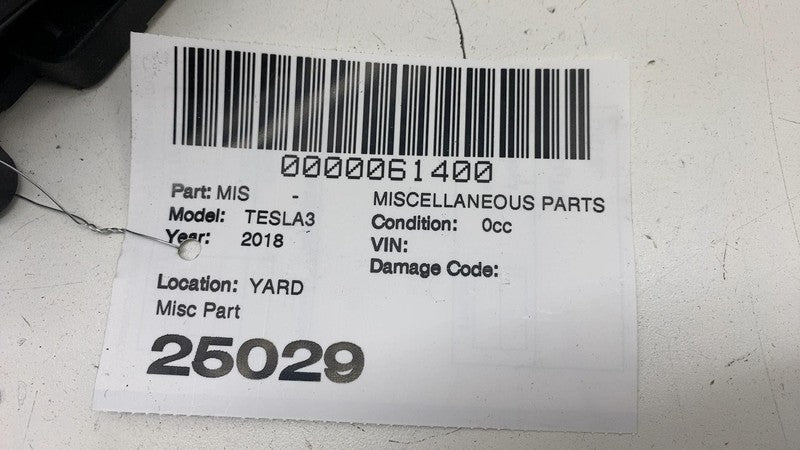 0000061400
Part: MIS - MISCELLANEOUS PARTS
Model: TESLA3 Condition: 0cc
Year: 2018 VIN:
Damage Code:
Location: YARD
Misc Part
25029